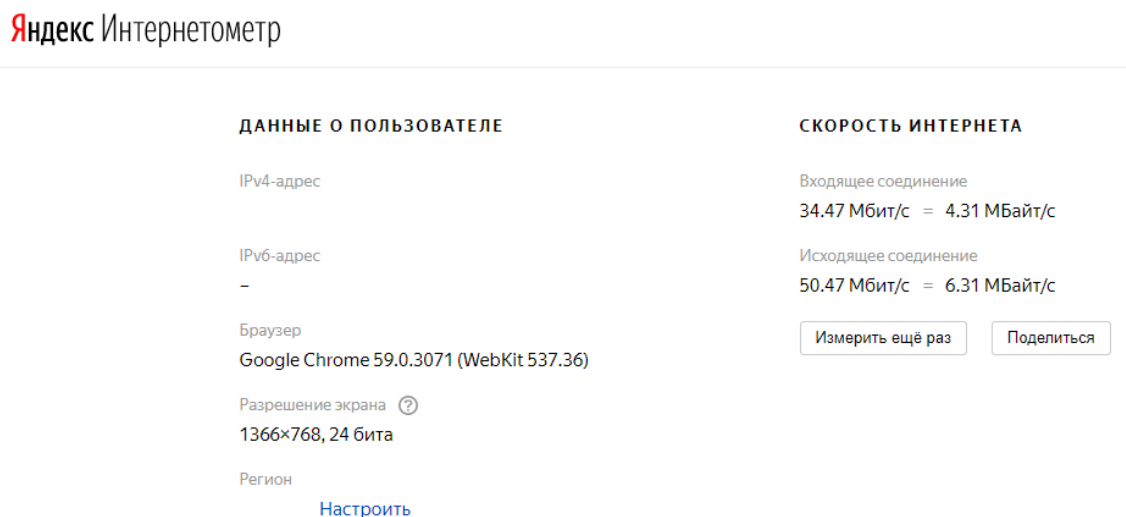 Яндекс Интернетометр
ДАННЫЕ О ПОЛЬЗОВАТЕЛЕ
IPv4-адрес
IPv6-адрес
–
Браузер
Google Chrome 59.0.3071 (WebKit 537.36)
Разрешение экрана ?
1366×768, 24 бита
Регион
Настроить
СКОРОСТЬ ИНТЕРНЕТА
Входящее соединение
34.47 Мбит/с = 4.31 МБайт/с
Исходящее соединение
50.47 Мбит/с = 6.31 МБайт/с
Измерить ещё раз
Поделиться